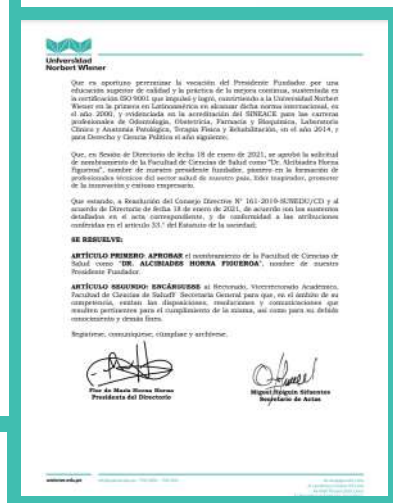 Universidad
Norbert Wiener
Que es oportuno perennizar la vocación del Presidente Fundador por una
educación superior de calidad y la práctica de la mejora continua, sustentada en
la certificación ISO 9001 que impulsó y logró, convirtiendo a la Universidad Norbert
Wiener en la primera en Latinoamérica en alcanzar dicha norma internacional, en
el año 2000, y evidenciada en la acreditación del SINEACE para las carreras
profesionales de Odontología, Obstetricia, Farmacia y Bioquímica, Laboratorio
Clínico y Anatomía Patológica, Terapia Física y Rehabilitación, en el año 2014, y
para Derecho y Ciencia Política el año siguiente;
Que, en Sesión de Directorio de fecha 18 de enero de 2021, se aprobó la solicitud
de nombramiento de la Facultad de Ciencias de Salud como "Dr. Alcibiades Horna
Figueroa", nombre de nuestro presidente fundador, pionero en la formación de
profesionales técnicos del sector salud de nuestro país, líder inspirador, promotor
de la innovación y exitoso empresario.
Que estando, a Resolución del Consejo Directivo N° 161-2019-SUNEDU/CD y al
acuerdo de Directorio de fecha 18 de enero de 2021, de acuerdo con los sustentos
detallados en el acta correspondiente, y de conformidad a las atribuciones
conferidas en el artículo 33.° del Estatuto de la sociedad;
SE RESUELVE:
ARTÍCULO PRIMERO: APROBAR el nombramiento de la Facultad de Ciencias de
Salud como "DR. ALCIBIADES HORNA FIGUEROA", nombre de nuestro
Presidente Fundador.
ARTÍCULO SEGUNDO: ENCÁRGUESE al Rectorado, Vicerrectorado Académico,
Facultad de Ciencias de Salud Secretaría General para que, en el ámbito de su
competencia, emitan las disposiciones, resoluciones y comunicaciones que
resulten pertinentes para el cumplimiento de la misma, así como para su debido
conocimiento y demás fines.
Regístrese, comuníquese, cúmplase y archívese.
Flor de María Horna Horna
Presidenta del Directorio
Miguel Holguin Sifuentes
Secretario de Actas
uwiener.edu.pe